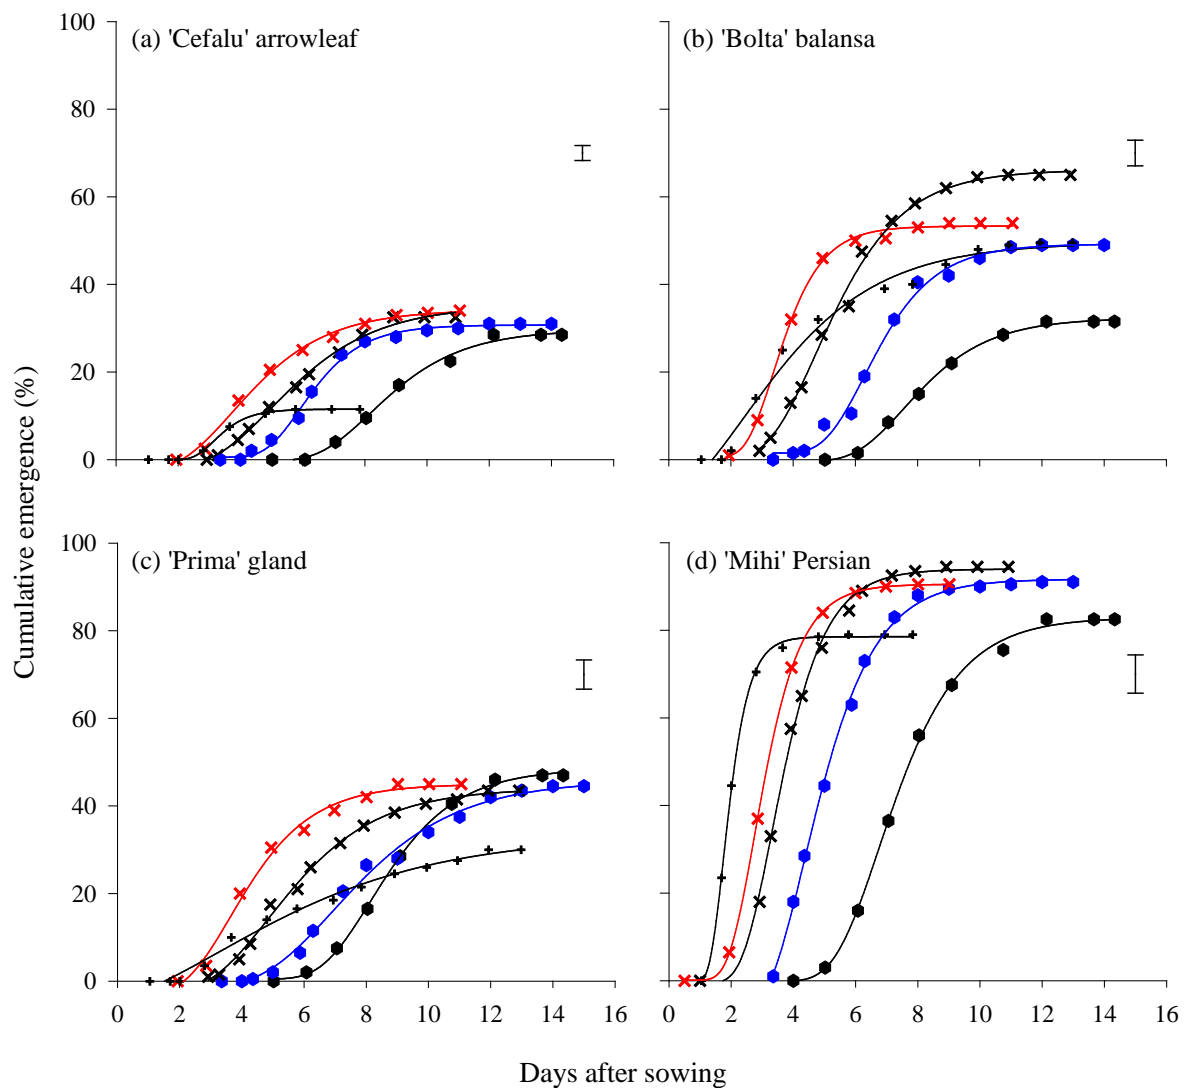 100
80
60
40
20
0
(a) 'Cefalu' arrowleaf
(b) 'Bolta' balansa
Cumulative emergence (%)
100
80
60
40
20
0
(c) 'Prima' gland
(d) 'Mihi' Persian
0 2 4 6 8 10 12 14 16
0 2 4 6 8 10 12 14 16
Days after sowing